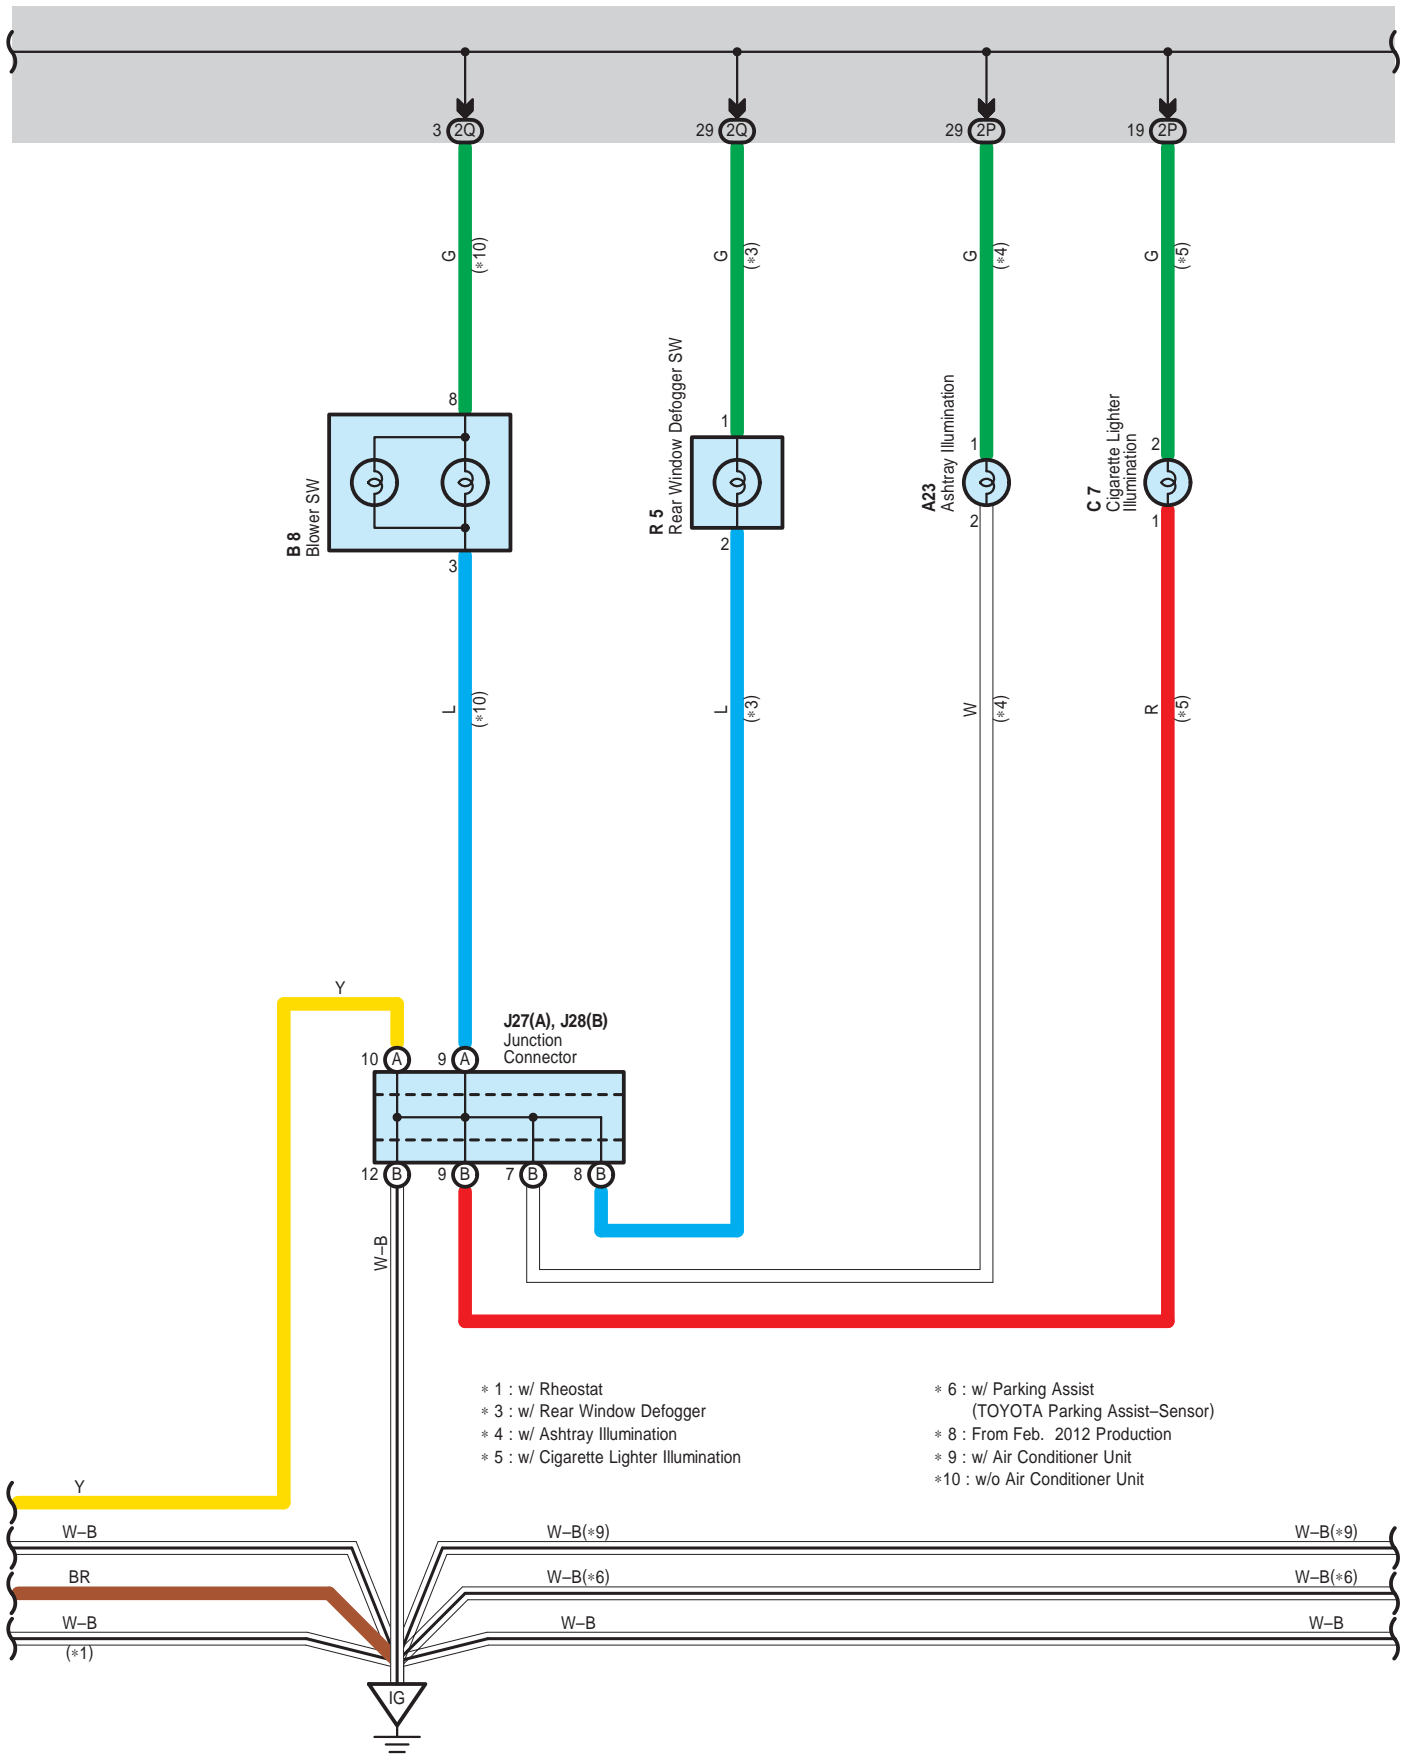 3 2Q
29 2Q
29 2P
19 2P
G
(*10)
G
(*3)
G
(*4)
G
(*5)
8
1
1
2
B 8
Blower SW
R 5
Rear Window Defogger SW
A23
Ashtray Illumination
C 7
Cigarette Lighter
Illumination
3
2
2
1
L
(*10)
L
(*3)
W
(*4)
R
(*5)
Y
J27(A), J28(B)
Junction
Connector
10 A
9 A
12 B
9 B
7 B
8 B
W–B
* 1 : w/ Rheostat
* 3 : w/ Rear Window Defogger
* 4 : w/ Ashtray Illumination
* 5 : w/ Cigarette Lighter Illumination
* 6 : w/ Parking Assist
(TOYOTA Parking Assist–Sensor)
* 8 : From Feb. 2012 Production
* 9 : w/ Air Conditioner Unit
*10 : w/o Air Conditioner Unit
Y
W–B
W–B(*9)
W–B(*9)
BR
W–B(*6)
W–B(*6)
W–B
(*1)
W–B
W–B
IG